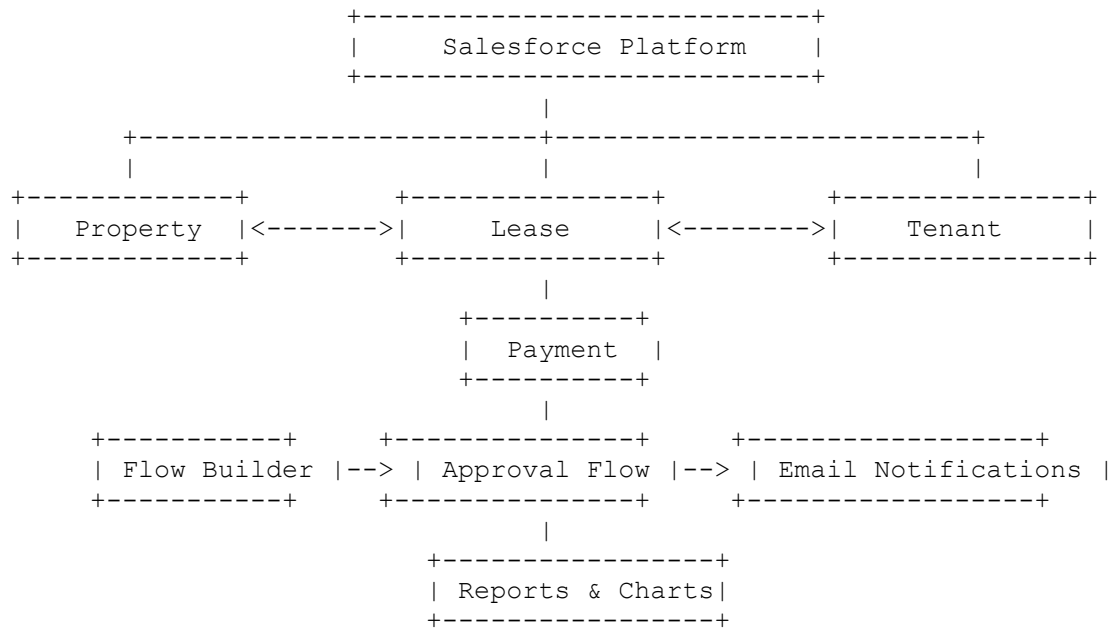 Salesforce Platform
Property <-------> Lease <--------> Tenant
Payment
Flow Builder --> Approval Flow --> Email Notifications
Reports & Charts